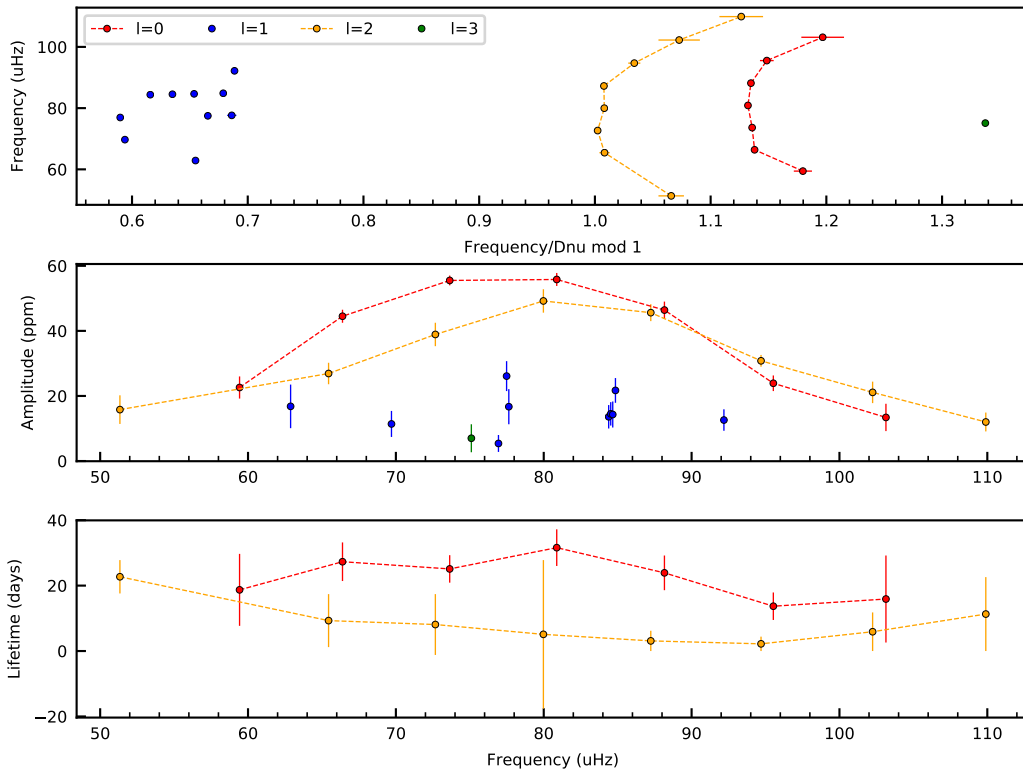 l=0 l=1 l=2 l=3
Frequency (uHz)
100
80
60
0.6 0.7 0.8 0.9 1.0 1.1 1.2 1.3
Frequency/Dnu mod 1
Amplitude (ppm)
60
40
20
0
50 60 70 80 90 100 110
Lifetime (days)
40
20
0
−20
50 60 70 80 90 100 110
Frequency (uHz)